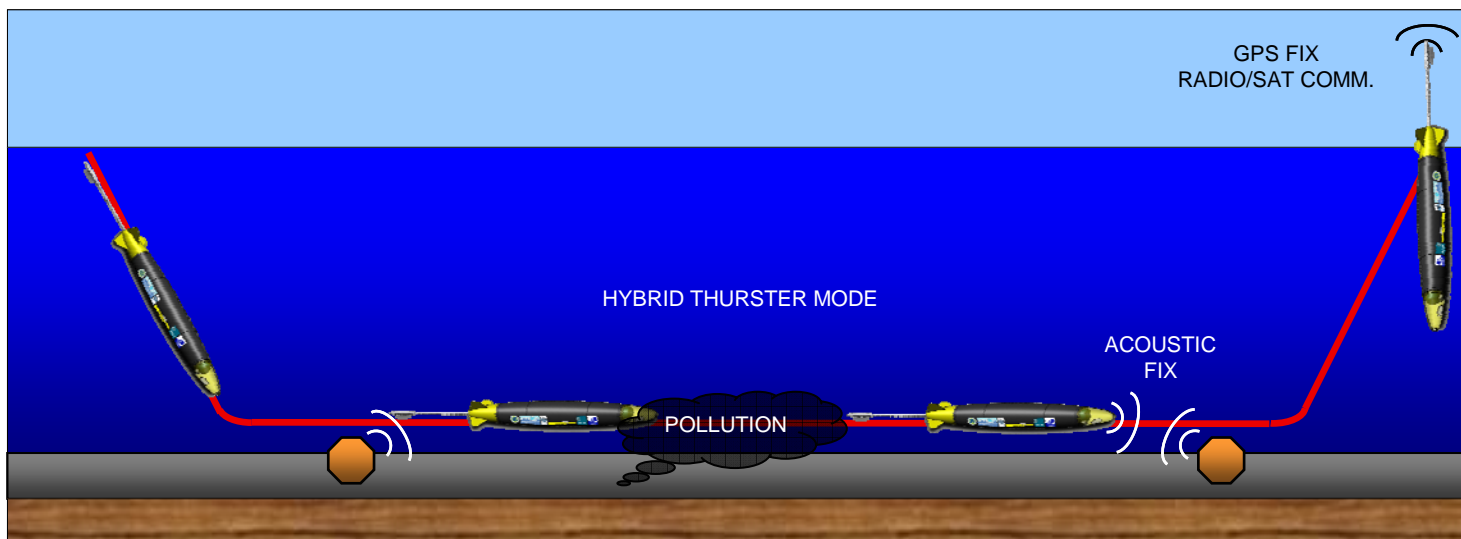 GPS FIX
RADIO/SAT COMM.
HYBRID THURSTER MODE
ACOUSTIC
FIX
POLLUTION